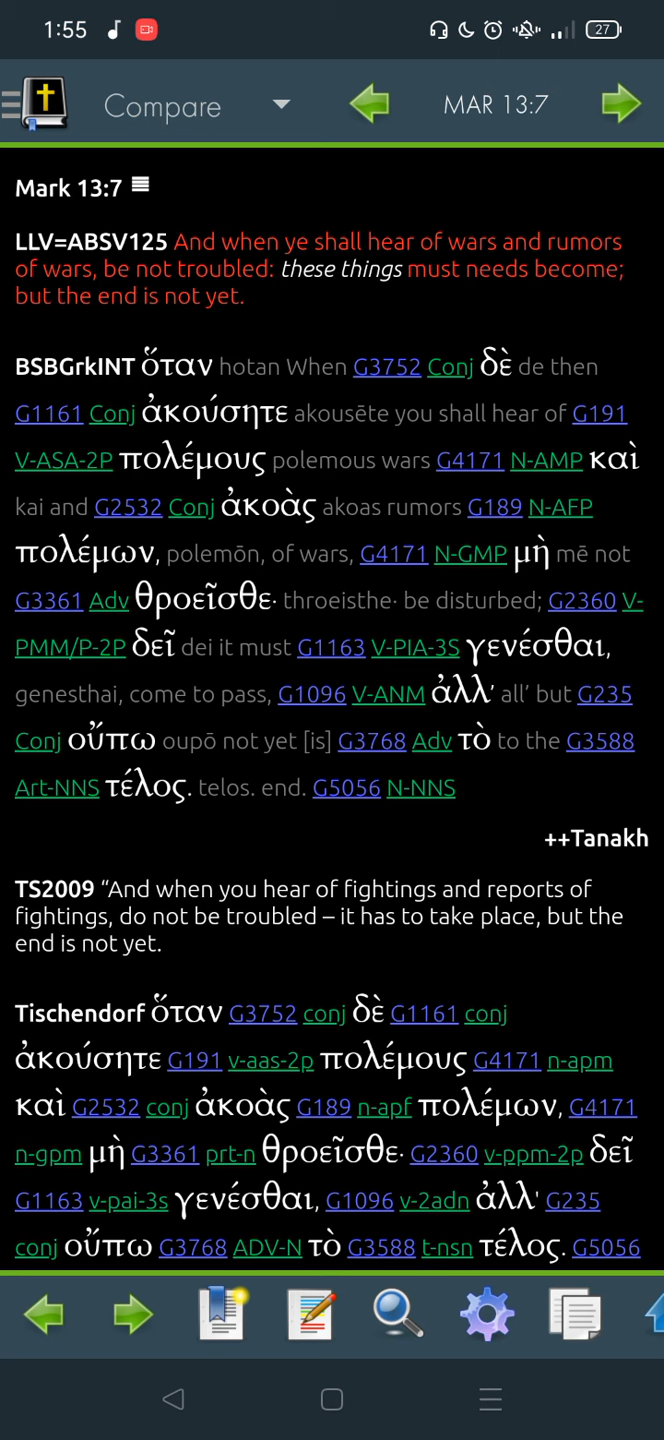 1:55
27
Compare
MAR 13:7
Mark 13:7
LLV=ABSV125 And when ye shall hear of wars and rumors
of wars, be not troubled: these things must needs become;
but the end is not yet.
BSBGrkINT ὅταν hotan When G3752 Conj δὲ de then
G1161 Conj ἀκούσητε akousēte you shall hear of G191
V-ASA-2P πολέμους polemous wars G4171 N-AMP καὶ
kai and G2532 Conj ἀκοὰς akoas rumors G189 N-AFP
πολέμων, polemōn, of wars, G4171 N-GMP μὴ mē not
G3361 Adv θροεῖσθε· throeisthe· be disturbed; G2360 V-
PMM/P-2P δεῖ dei it must G1163 V-PIA-3S γενέσθαι,
genesthai, come to pass, G1096 V-ANM ἀλλ’ all’ but G235
Conj οὔπω oupō not yet [is] G3768 Adv τὸ to the G3588
Art-NNS τέλος. telos. end. G5056 N-NNS
++Tanakh
TS2009 “And when you hear of fightings and reports of
fightings, do not be troubled – it has to take place, but the
end is not yet.
Tischendorf ὅταν G3752 conj δὲ G1161 conj
ἀκούσητε G191 v-aas-2p πολέμους G4171 n-apm
καὶ G2532 conj ἀκοὰς G189 n-apf πολέμων, G4171
n-gpm μὴ G3361 prt-n θροεῖσθε· G2360 v-ppm-2p δεῖ
G1163 v-pai-3s γενέσθαι, G1096 v-2adn ἀλλ' G235
conj οὔπω G3768 ADV-N τὸ G3588 t-nsn τέλος. G5056